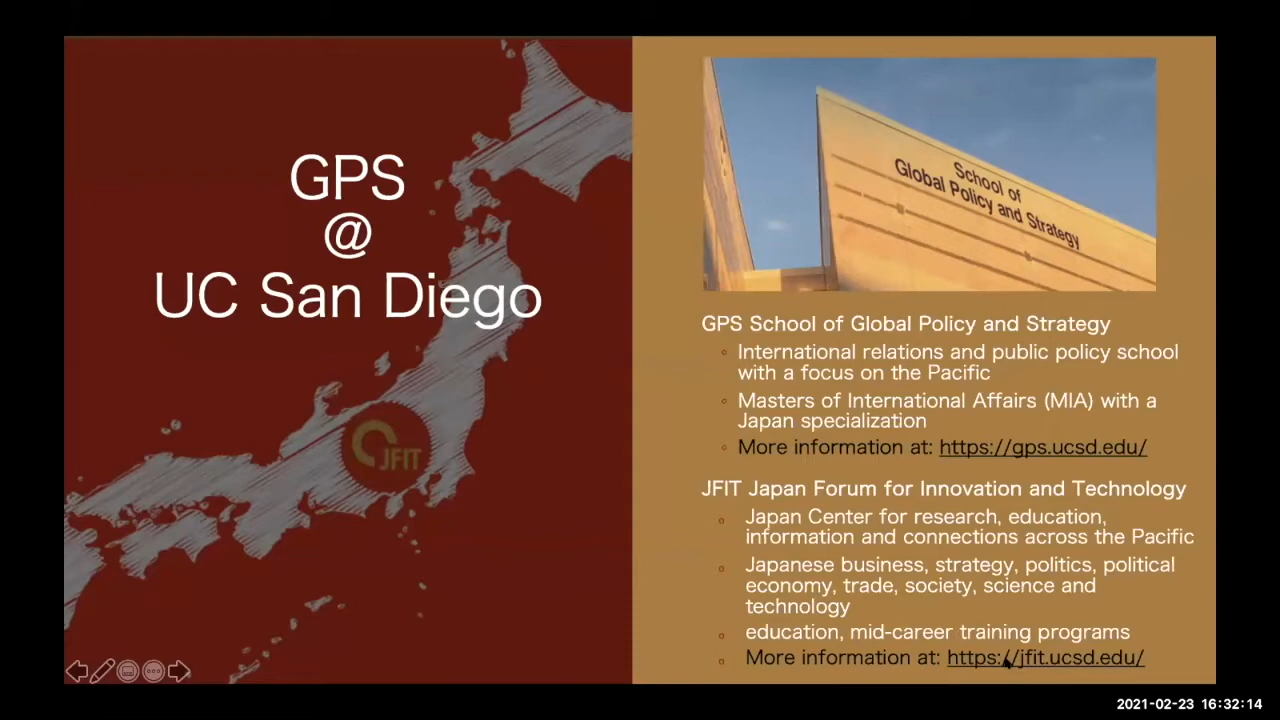 GPS
@
UC San Diego
JFIT
School of
Global Policy and Strategy
GPS School of Global Policy and Strategy
International relations and public policy school
with a focus on the Pacific
Masters of International Affairs (MIA) with a
Japan specialization
More information at: https://gps.ucsd.edu/
JFIT Japan Forum for Innovation and Technology
Japan Center for research, education,
information and connections across the Pacific
Japanese business, strategy, politics, political
economy, trade, society, science and
technology
education, mid-career training programs
More information at: https://jfit.ucsd.edu/
2021-02-23 16:32:14